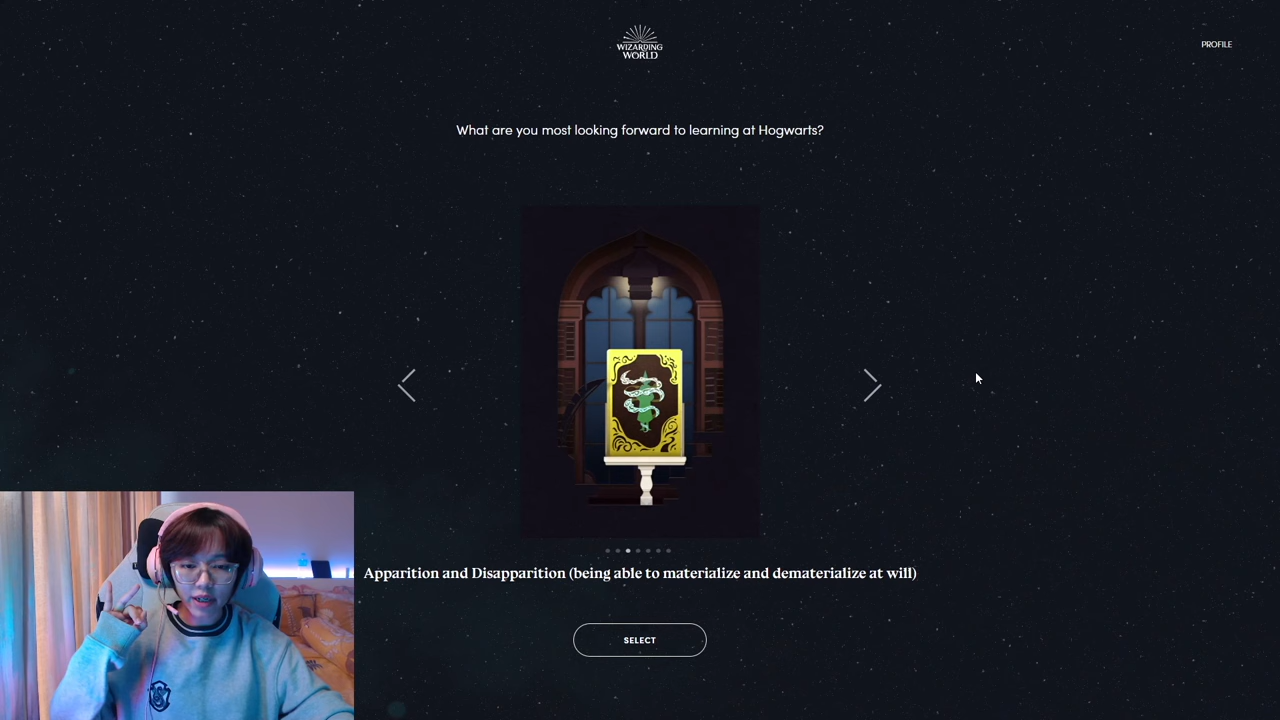 WIZARDING
WORLD
PROFILE
What are you most looking forward to learning at Hogwarts?
Apparition and Disapparition (being able to materialize and dematerialize at will)
SELECT